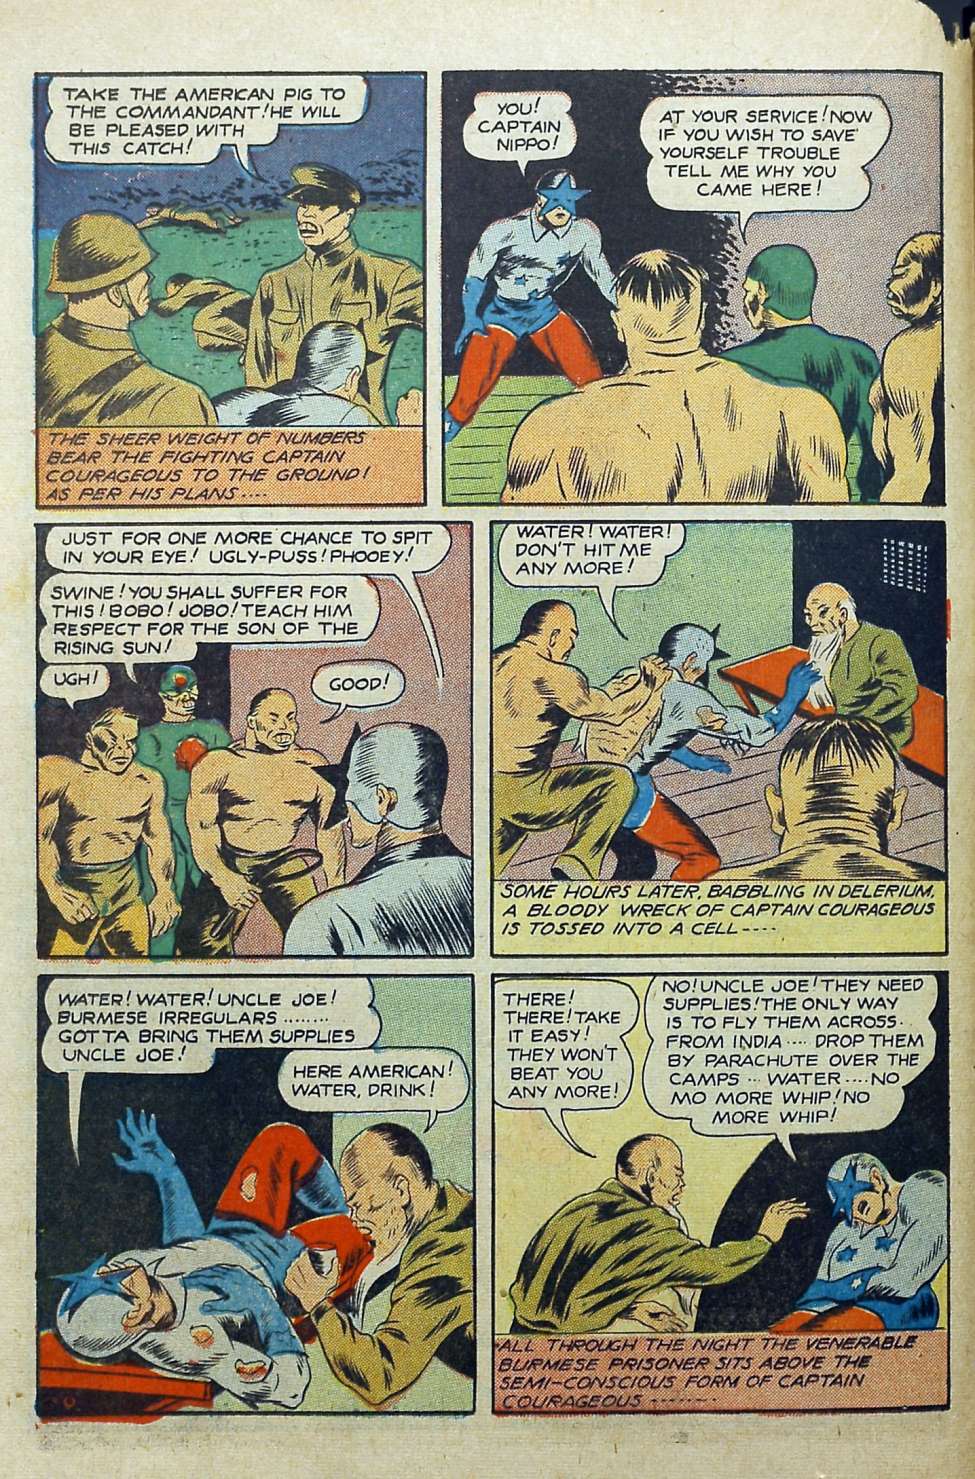 TAKE THE AMERICAN PIG TO
THE COMMANDANT! HE WILL
BE PLEASED WITH
THIS CATCH!
THE SHEER WEIGHT OF NUMBERS
BEAR THE FIGHTING CAPTAIN
COURAGEOUS TO THE GROUND!
AS PER HIS PLANS....
YOU!
CAPTAIN
NIPPO!
AT YOUR SERVICE! NOW
IF YOU WISH TO SAVE
YOURSELF TROUBLE
TELL ME WHY YOU
CAME HERE!
JUST FOR ONE MORE CHANCE TO SPIT
IN YOUR EYE! UGLY-PUSS! PHOOEY!
SWINE! YOU SHALL SUFFER FOR
THIS! BOBO! JOBO! TEACH HIM
RESPECT FOR THE SON OF THE
RISING SUN!
UGH!
GOOD!
WATER! WATER!
DON'T HIT ME
ANY MORE!
SOME HOURS LATER, BABBLING IN DELERIUM,
A BLOODY WRECK OF CAPTAIN COURAGEOUS
IS TOSSED INTO A CELL----
WATER! WATER! UNCLE JOE!
BURMESE IRREGULARS ........
GOTTA BRING THEM SUPPLIES
UNCLE JOE!
HERE AMERICAN!
WATER, DRINK!
THERE!
THERE! TAKE
IT EASY!
THEY WON'T
BEAT YOU
ANY MORE!
NO! UNCLE JOE! THEY NEED
SUPPLIES! THE ONLY WAY
IS TO FLY THEM ACROSS..
FROM INDIA .... DROP THEM
BY PARACHUTE OVER THE
CAMPS ... WATER .... NO
MO MORE WHIP! NO
MORE WHIP!
ALL THROUGH THE NIGHT THE VENERABLE
BURMESE PRISONER SITS ABOVE THE
SEMI-CONSCIOUS FORM OF CAPTAIN
COURAGEOUS --------